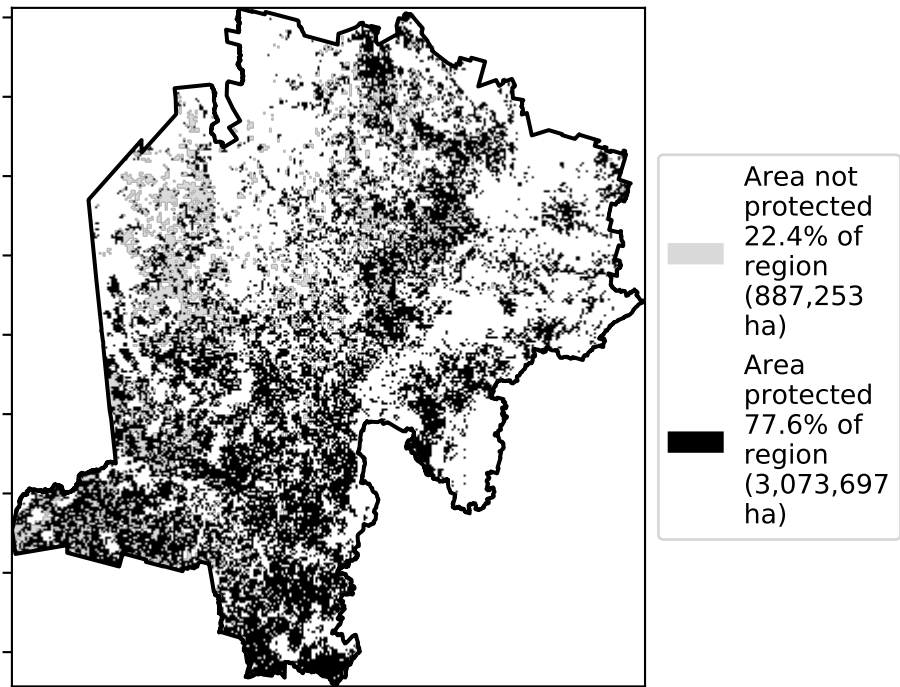 Area not
protected
22.4% of
region
(887,253
ha)
Area
protected
77.6% of
region
(3,073,697
ha)